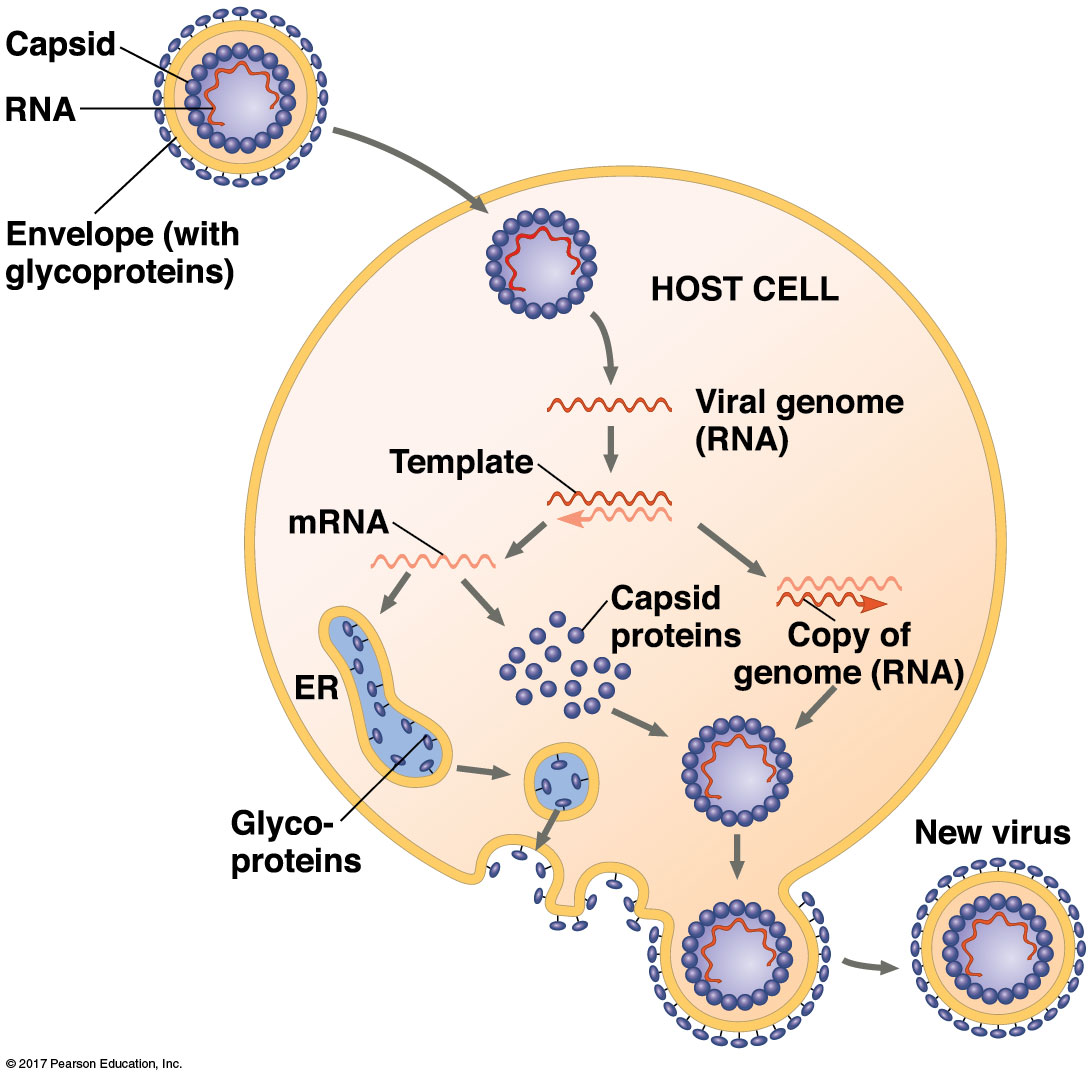 Capsid
RNA
Envelope (with
glycoproteins)
HOST CELL
Viral genome
(RNA)
Template
mRNA
Capsid
proteins
Copy of
genome (RNA)
ER
Glyco-
proteins
New virus
© 2017 Pearson Education, Inc.